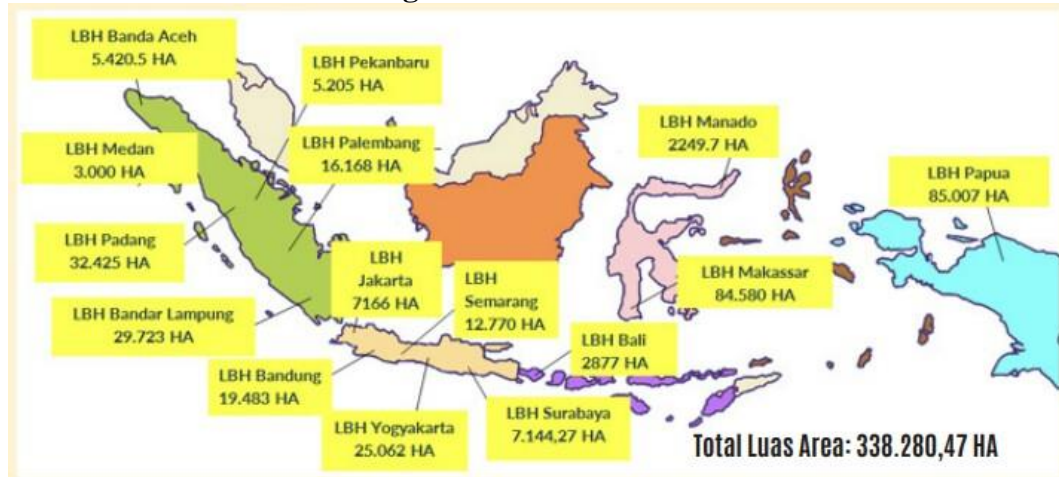 LBH Banda Aceh
5.420.5 HA
LBH Pekanbaru
5.205 HA
LBH Medan
3.000 HA
LBH Palembang
16.168 HA
LBH Manado
2249.7 HA
LBH Papua
85.007 HA
LBH Padang
32.425 HA
LBH
Jakarta
7166 HA
LBH
Semarang
12.770 HA
LBH Makassar
84.580 HA
LBH Bandar Lampung
29.723 HA
LBH Bali
2877 HA
LBH Bandung
19.483 HA
LBH Yogyakarta
25.062 HA
LBH Surabaya
7.144,27 HA
Total Luas Area: 338.280,47 HA